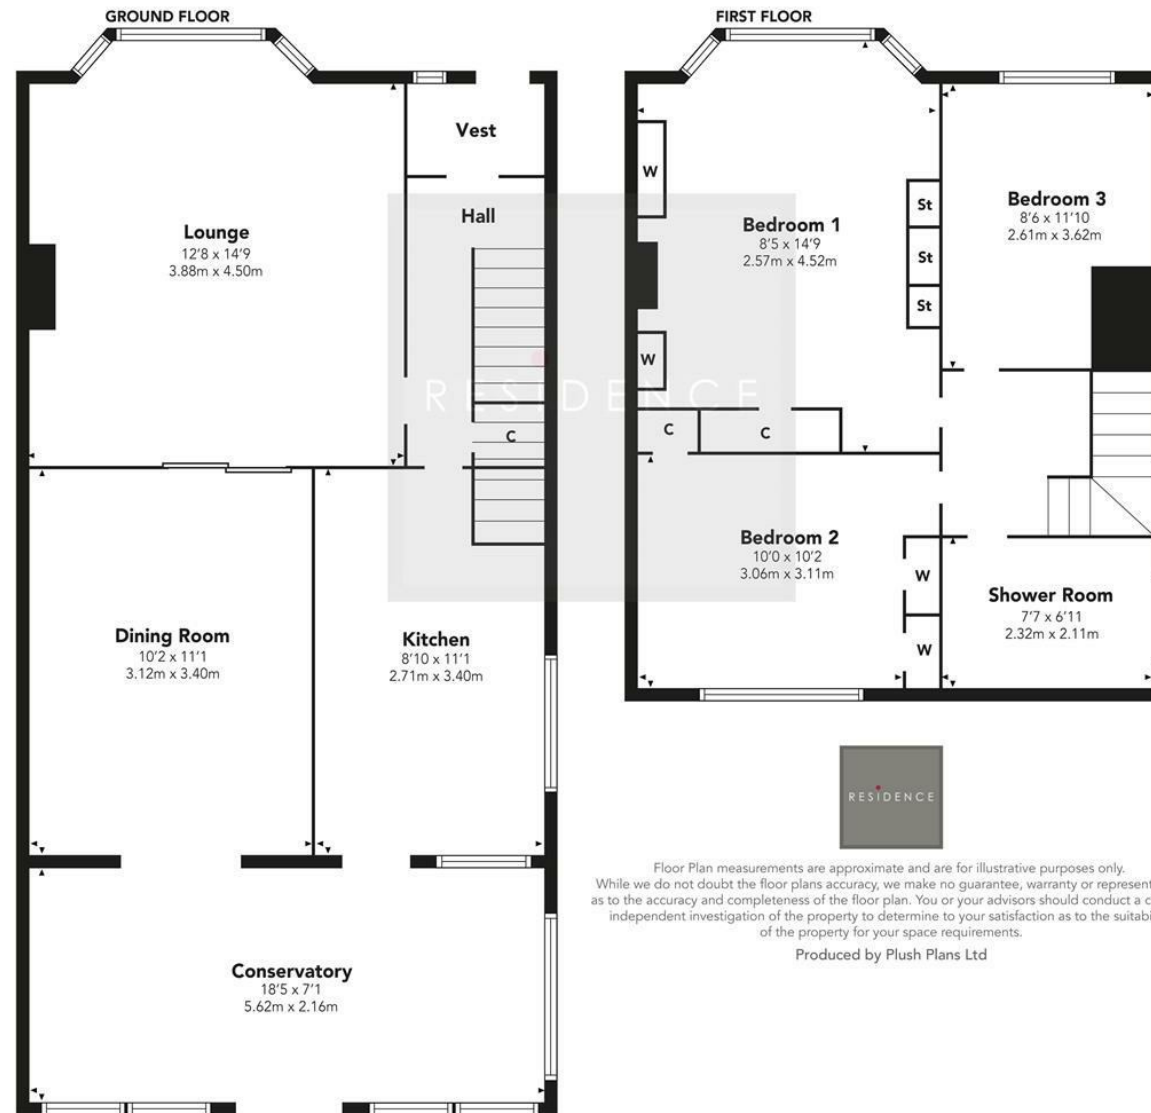 GROUND FLOOR
Vest
Hall
Lounge
12'8 x 14'9
3.88m x 4.50m
C
Dining Room
10'2 x 11'1
3.12m x 3.40m
Kitchen
8'10 x 11'1
2.71m x 3.40m
Conservatory
18'5 x 7'1
5.62m x 2.16m
FIRST FLOOR
W
Bedroom 1
8'5 x 14'9
2.57m x 4.52m
St
St
St
Bedroom 3
8'6 x 11'10
2.61m x 3.62m
W
C
C
Bedroom 2
10'0 x 10'2
3.06m x 3.11m
W
W
Shower Room
7'7 x 6'11
2.32m x 2.11m
RESIDENCE
RESIDENCE
Floor Plan measurements are approximate and are for illustrative purposes only.
While we do not doubt the floor plans accuracy, we make no guarantee, warranty or represent
as to the accuracy and completeness of the floor plan. You or your advisors should conduct a c
independent investigation of the property to determine to your satisfaction as to the suitabi
of the property for your space requirements.
Produced by Plush Plans Ltd